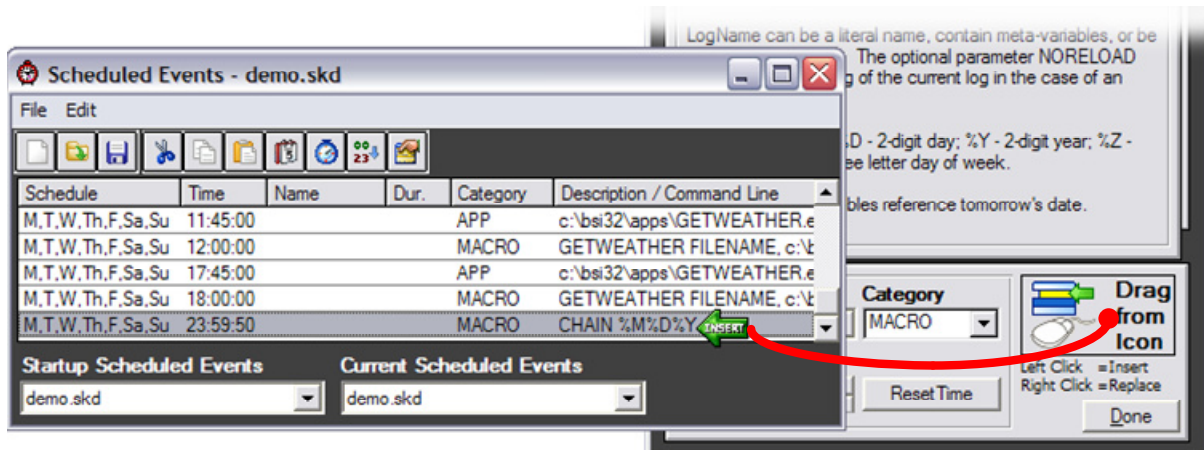 LogName can be a literal name, contain meta-variables, or be
The optional parameter NORELOAD
g of the current log in the case of an
D - 2-digit day; %Y - 2-digit year; %Z -
ee letter day of week.
bles reference tomorrow's date.
Scheduled Events - demo.skd
File Edit
Schedule Time Name Dur. Category Description / Command Line
M,T,W,Th,F,Sa,Su 11:45:00 APP c:\bsi32\apps\GETWEATHER.e
M,T,W,Th,F,Sa,Su 12:00:00 MACRO GETWEATHER FILENAME, c:\b
M,T,W,Th,F,Sa,Su 17:45:00 APP c:\bsi32\apps\GETWEATHER.e
M,T,W,Th,F,Sa,Su 18:00:00 MACRO GETWEATHER FILENAME, c:\b
M,T,W,Th,F,Sa,Su 23:59:50 MACRO CHAIN %M%D%Y INSERT
Startup Scheduled Events Current Scheduled Events
demo.skd demo.skd
Category
MACRO
Drag
from
Icon
Left Click =Insert
Right Click =Replace
Reset Time
Done